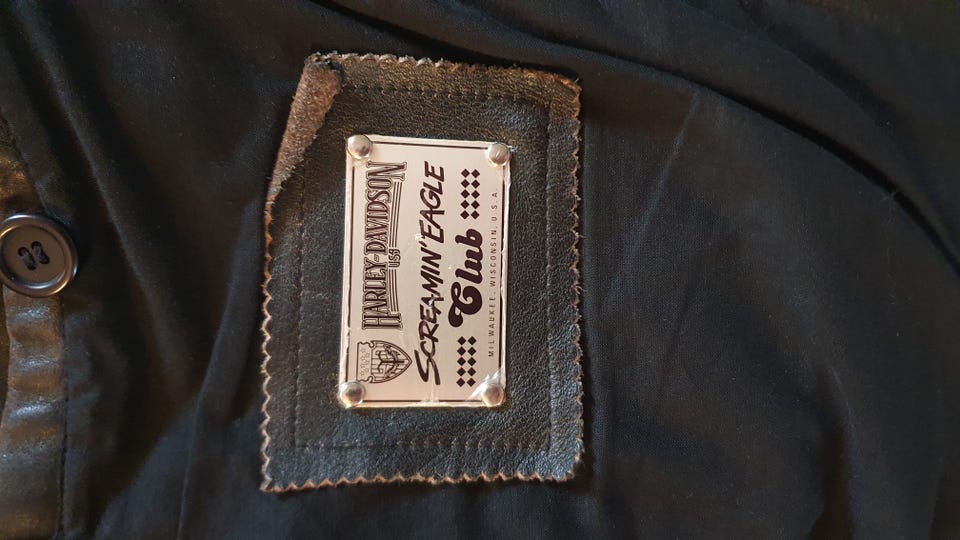 HARLEY-DAVIDSON
USA
SCREAMIN' EAGLE
Club
MILWAUKEE, WISCONSIN, U.S.A.